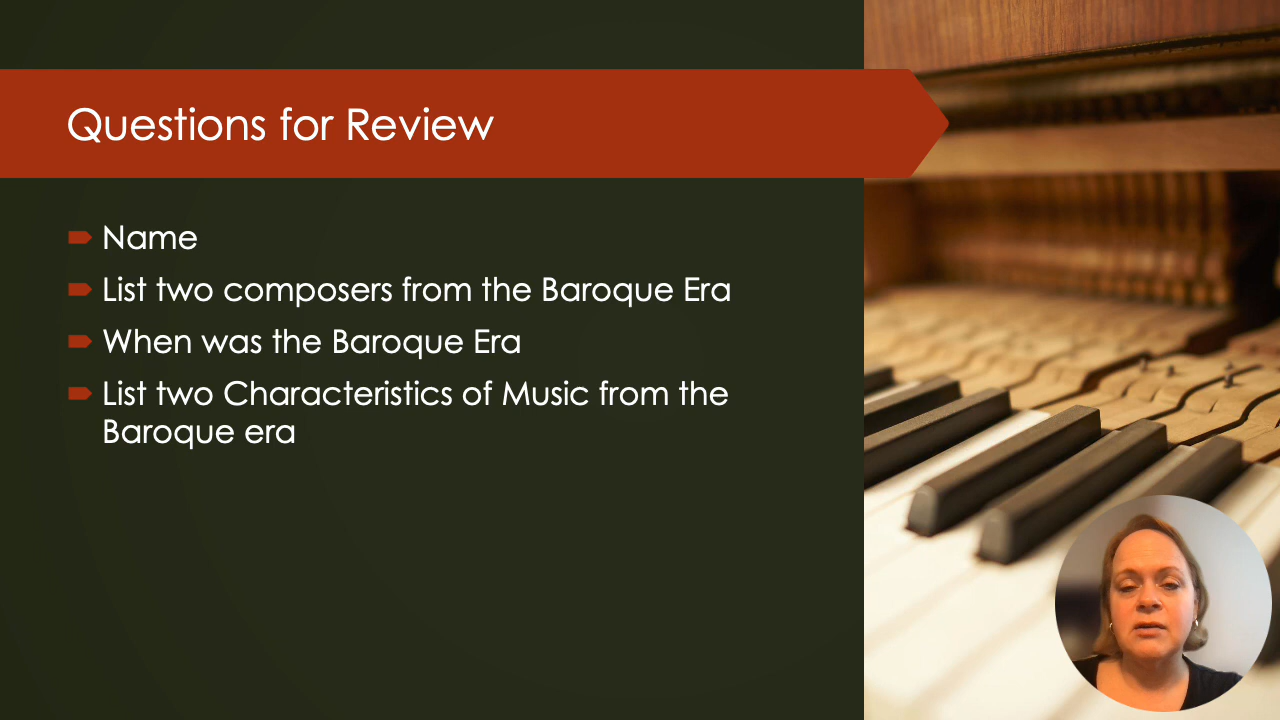 Questions for Review
Name
List two composers from the Baroque Era
When was the Baroque Era
List two Characteristics of Music from the
Baroque era